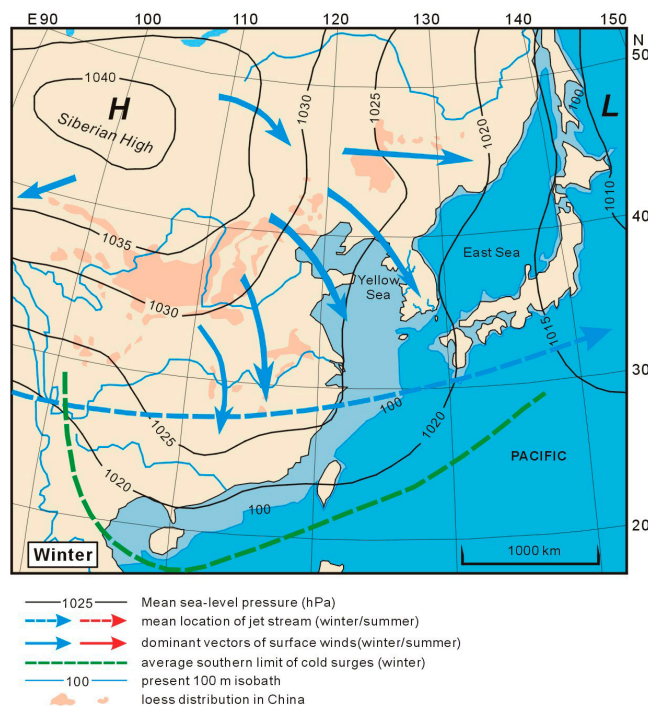 E 90 100 110 120 130 140 150
N
50
1040
H
Siberian High
1030
1025
1020
100
L
1010
40
1035
East Sea
Yellow
Sea
1030
1015
30
100
1025
1020
1020
PACIFIC
100
20
Winter
1000 km
1025 Mean sea-level pressure (hPa)
mean location of jet stream (winter/summer)
dominant vectors of surface winds(winter/summer)
average southern limit of cold surges (winter)
100 present 100 m isobath
loess distribution in China